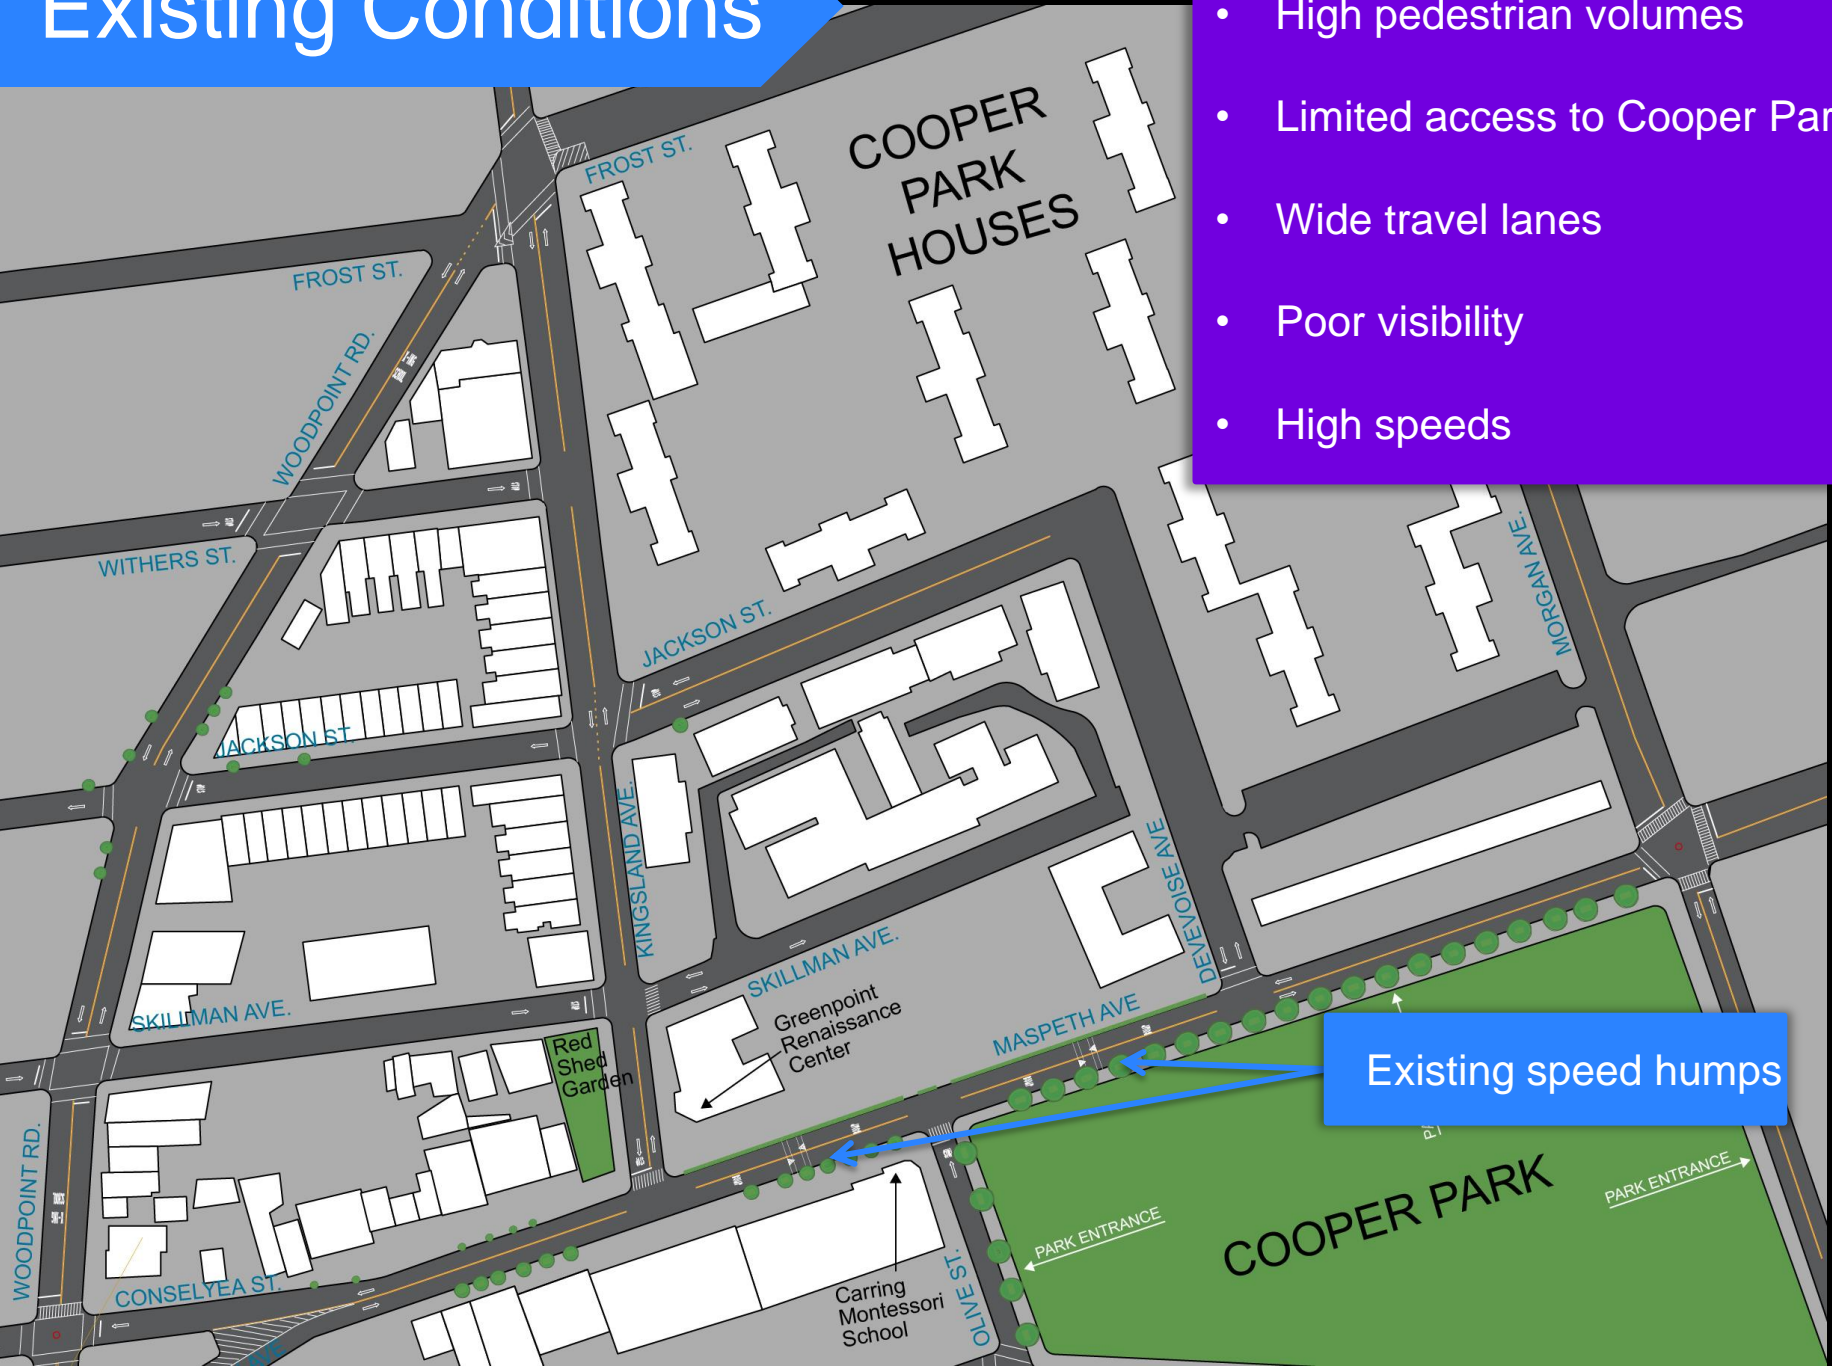 Existing Conditions
• High pedestrian volumes
• Limited access to Cooper Par
• Wide travel lanes
• Poor visibility
• High speeds
COOPER
PARK
HOUSES
FROST ST.
FROST ST.
WOODPOINT RD.
WITHERS ST.
JACKSON ST.
JACKSON ST.
MORGAN AVE.
KINGSLAND AVE.
DEVEVOISE AVE
SKILLMAN AVE.
SKILLMAN AVE.
Greenpoint
Renaissance
Center
MASPETH AVE
Red
Shed
Garden
Existing speed humps
WOODPOINT RD.
CONSELYEA ST.
PARK ENTRANCE
PARK ENTRANCE
COOPER PARK
Carring
Montessori
School
OLIVE ST.
AVE